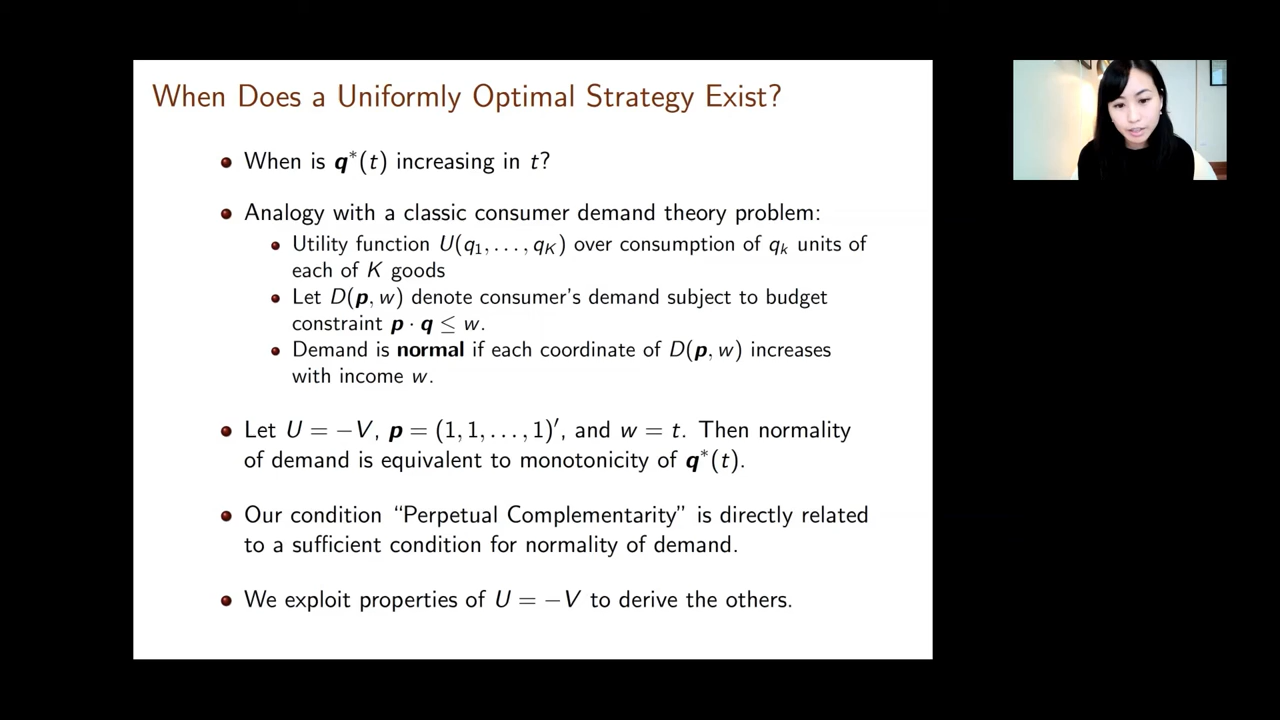 When Does a Uniformly Optimal Strategy Exist?
When is q*(t) increasing in t?
Analogy with a classic consumer demand theory problem:
Utility function U(q₁, . . . , q_K) over consumption of q_k units of
each of K goods
Let D(p, w) denote consumer's demand subject to budget
constraint p · q ≤ w.
Demand is normal if each coordinate of D(p, w) increases
with income w.
Let U = −V, p = (1, 1, . . . , 1)′, and w = t. Then normality
of demand is equivalent to monotonicity of q*(t).
Our condition “Perpetual Complementarity” is directly related
to a sufficient condition for normality of demand.
We exploit properties of U = −V to derive the others.